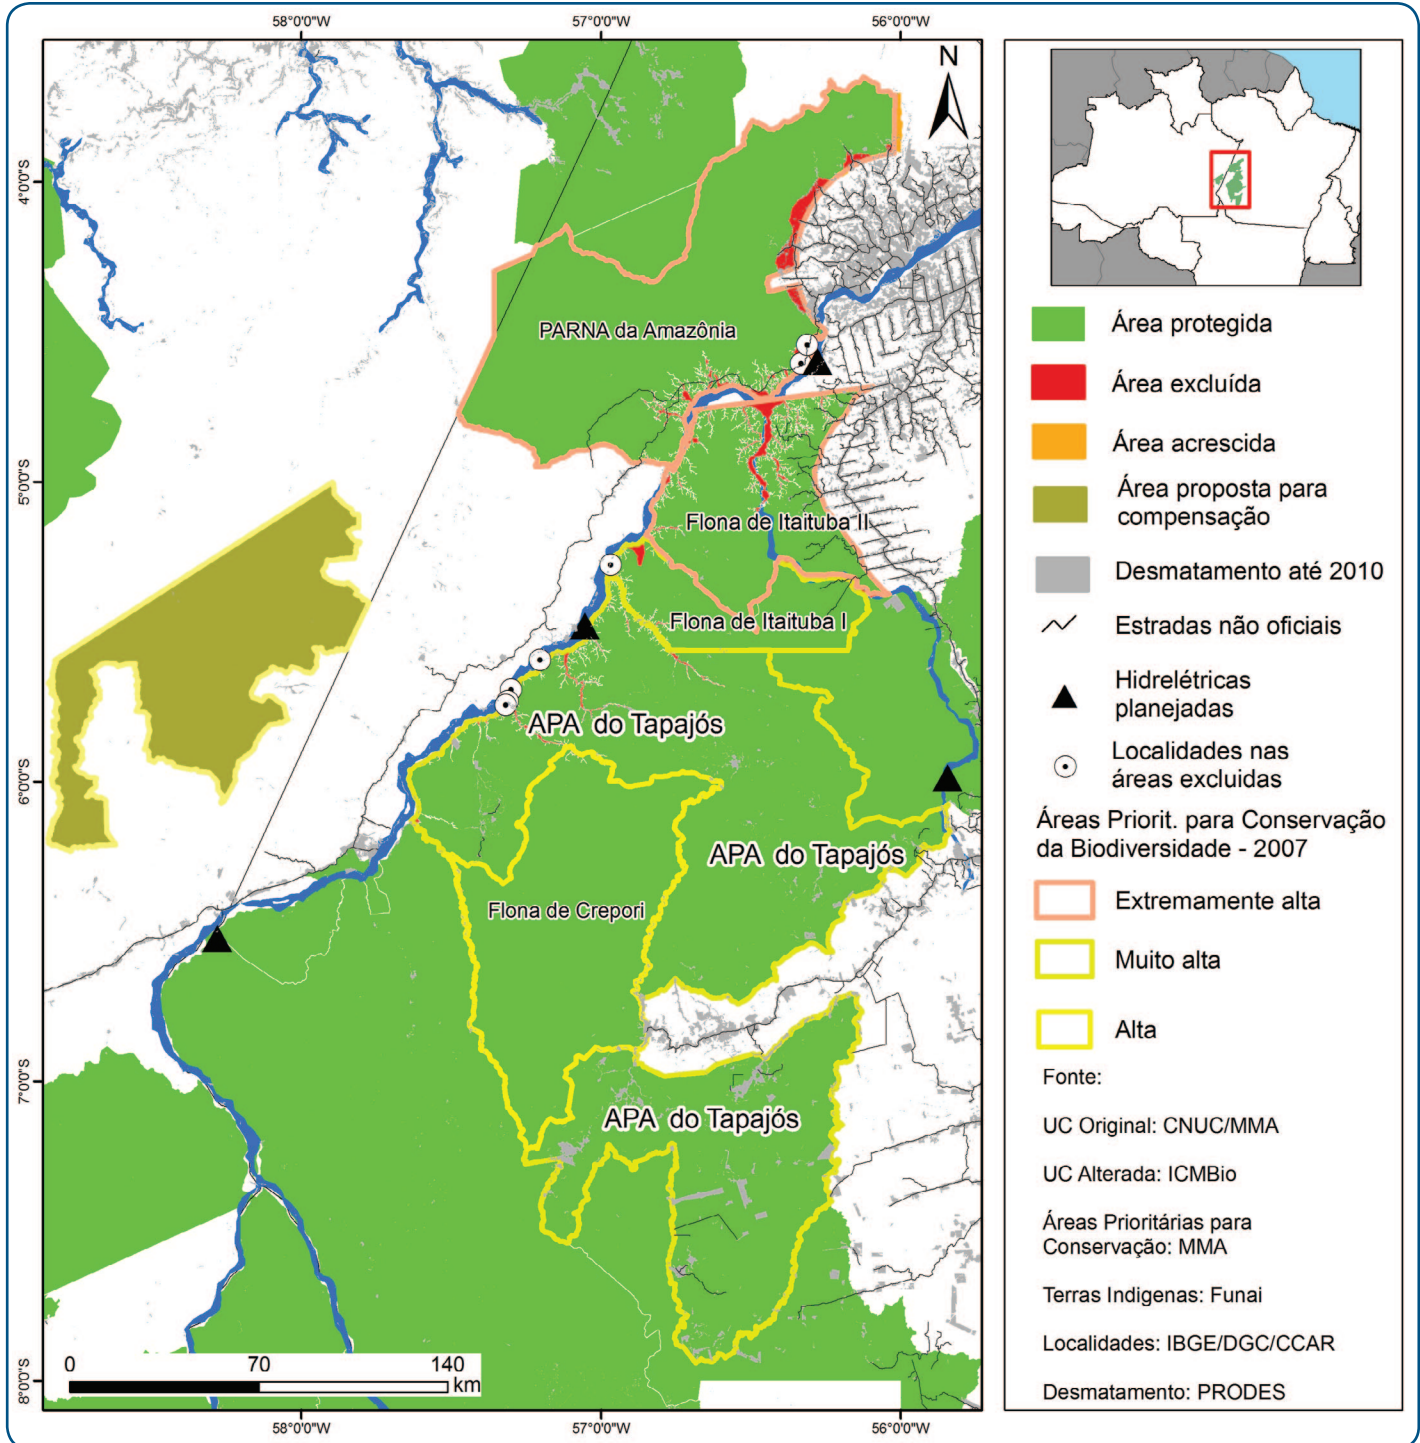 58°0'0"W
57°0'0"W
56°0'0"W
4°0'0"S
5°0'0"S
6°0'0"S
7°0'0"S
8°0'0"S
N
PARNA da Amazônia
Flona de Itaituba II
Flona de Itaituba I
APA do Tapajós
APA do Tapajós
Flona de Crepori
APA do Tapajós
0
70
140
km
58°0'0"W
57°0'0"W
56°0'0"W
Área protegida
Área excluída
Área acrescida
Área proposta para
compensação
Desmatamento até 2010
Estradas não oficiais
Hidrelétricas
planejadas
Localidades nas
áreas excluidas
Áreas Priorit. para Conservação
da Biodiversidade - 2007
Extremamente alta
Muito alta
Alta
Fonte:
UC Original: CNUC/MMA
UC Alterada: ICMBio
Áreas Prioritárias para
Conservação: MMA
Terras Indigenas: Funai
Localidades: IBGE/DGC/CCAR
Desmatamento: PRODES